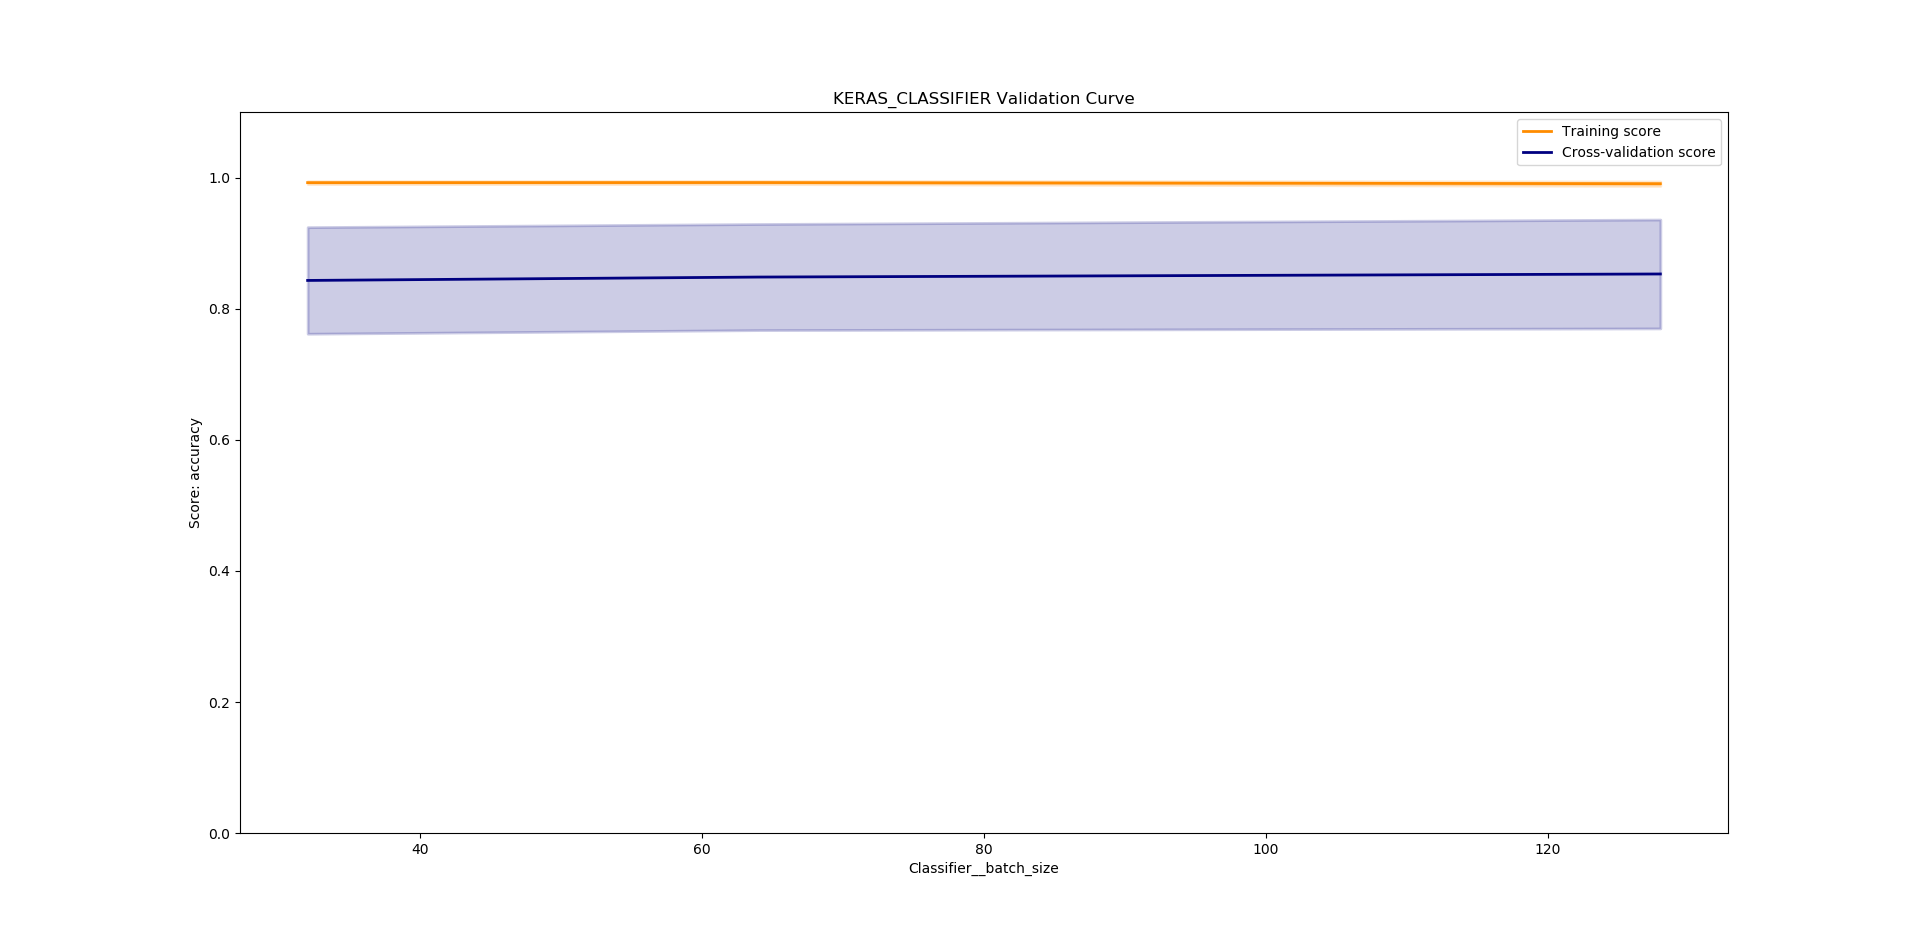 KERAS_CLASSIFIER Validation Curve
Training score
Cross-validation score
1.0
0.8
0.6
0.4
0.2
0.0
Score: accuracy
40 60 80 100 120
Classifier__batch_size